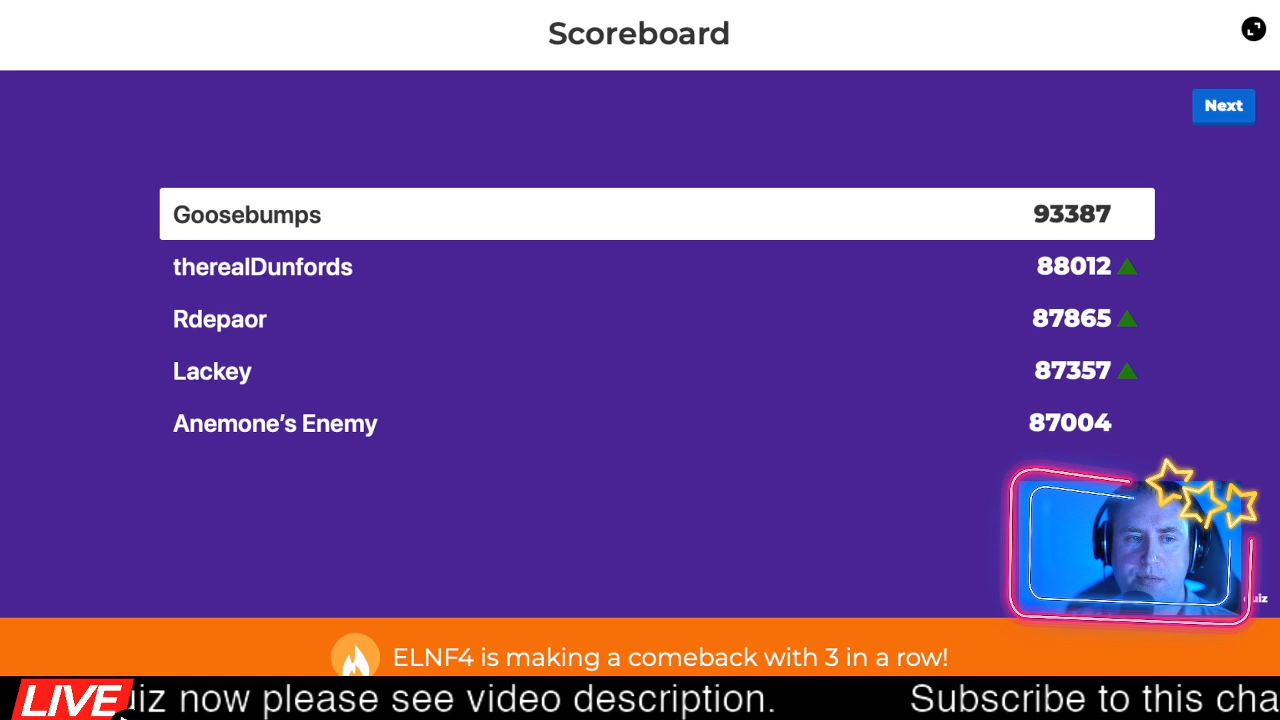 Scoreboard
Next
Goosebumps 93387
therealDunfords 88012
Rdepaor 87865
Lackey 87357
Anemone’s Enemy 87004
ELNF4 is making a comeback with 3 in a row!
LIVE now please see video description. Subscribe to this